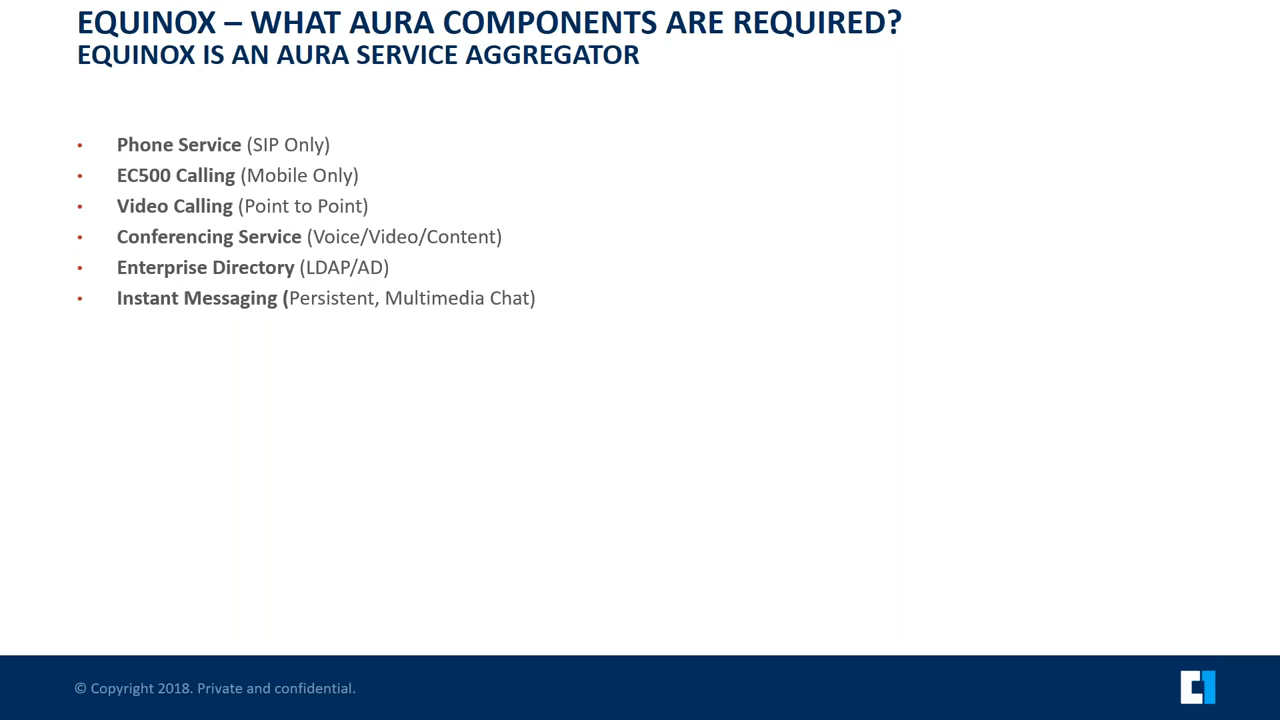 EQUINOX – WHAT AURA COMPONENTS ARE REQUIRED?
EQUINOX IS AN AURA SERVICE AGGREGATOR
• Phone Service (SIP Only)
• EC500 Calling (Mobile Only)
• Video Calling (Point to Point)
• Conferencing Service (Voice/Video/Content)
• Enterprise Directory (LDAP/AD)
• Instant Messaging (Persistent, Multimedia Chat)
© Copyright 2018. Private and confidential.